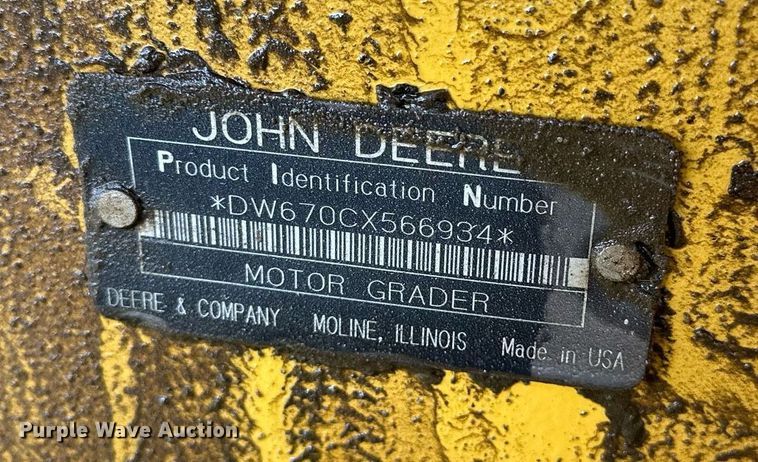 JOHN DEERE
Product Identification Number
*DW670CX566934*
MOTOR GRADER
DEERE & COMPANY MOLINE, ILLINOIS Made in USA
Purple Wave Auction